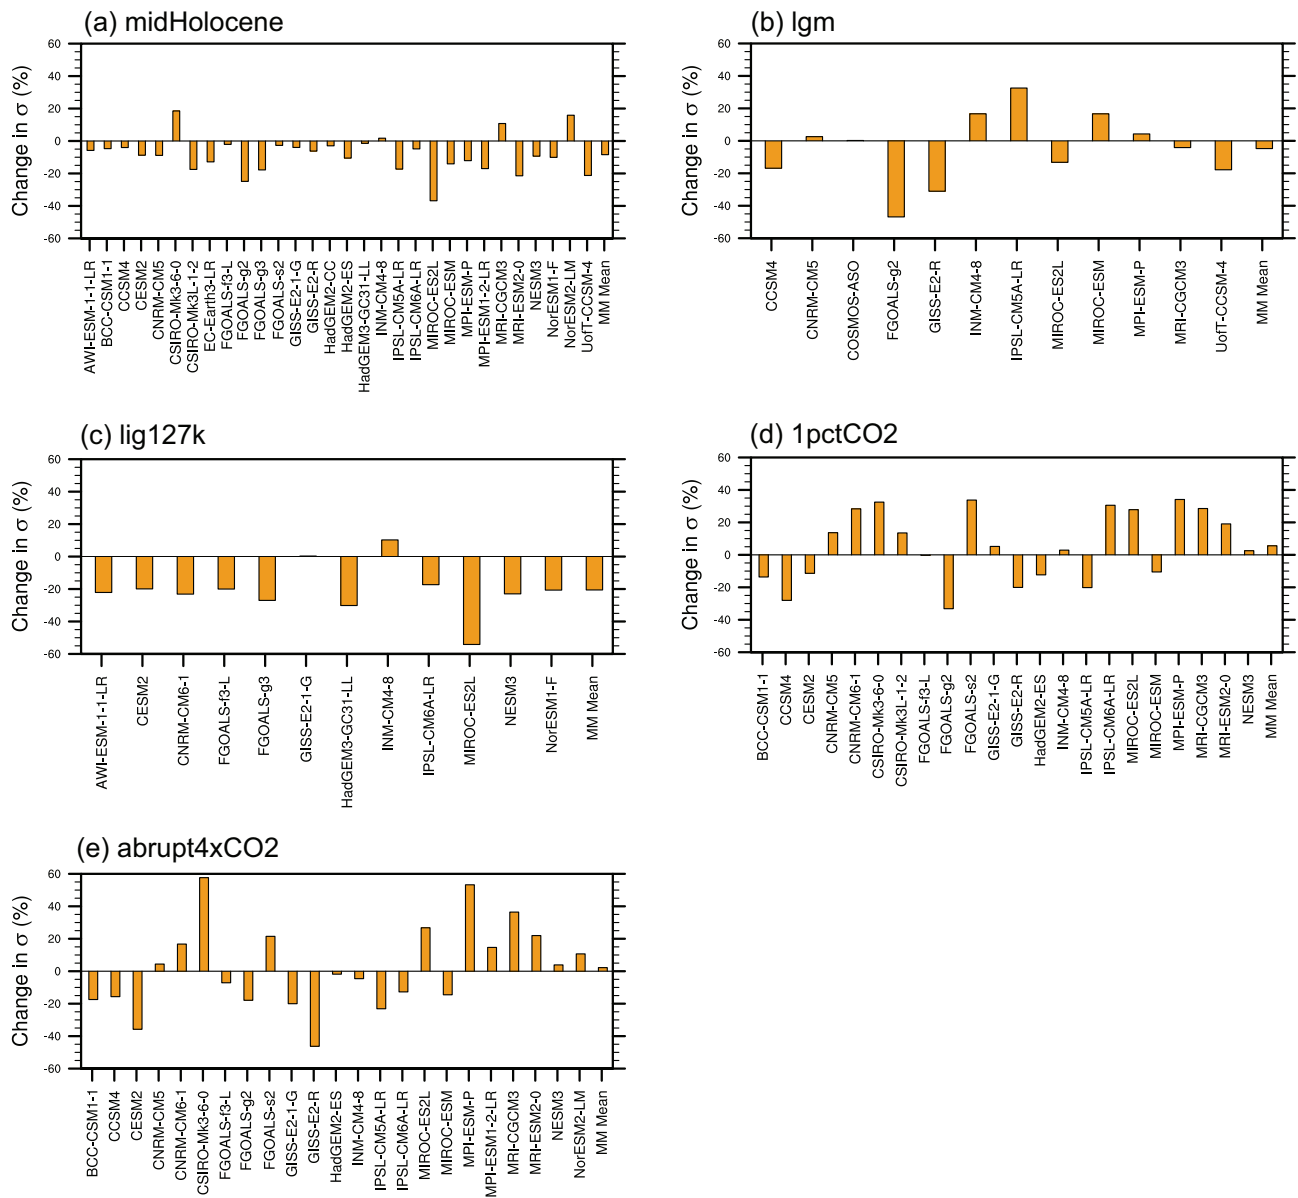 (a) midHolocene
Change in σ (%)
60
40
20
0
-20
-40
-60
AWI-ESM-1-1-LR
BCC-CSM1-1
CCSM4
CESM2
CNRM-CM5
CSIRO-Mk3-6-0
CSIRO-Mk3L-1-2
EC-Earth3-LR
FGOALS-f3-L
FGOALS-g2
FGOALS-g3
FGOALS-s2
GISS-E2-1-G
GISS-E2-R
HadGEM2-CC
HadGEM2-ES
HadGEM3-GC31-LL
INM-CM4-8
IPSL-CM5A-LR
IPSL-CM6A-LR
MIROC-ES2L
MIROC-ESM
MPI-ESM-P
MPI-ESM1-2-LR
MRI-CGCM3
MRI-ESM2-0
NESM3
NorESM1-F
NorESM2-LM
UofT-CCSM-4
MM Mean
(b) lgm
Change in σ (%)
60
40
20
0
-20
-40
-60
CCSM4
CNRM-CM5
COSMOS-ASO
FGOALS-g2
GISS-E2-R
INM-CM4-8
IPSL-CM5A-LR
MIROC-ES2L
MIROC-ESM
MPI-ESM-P
MRI-CGCM3
UofT-CCSM-4
MM Mean
(c) lig127k
Change in σ (%)
60
40
20
0
-20
-40
-60
AWI-ESM-1-1-LR
CESM2
CNRM-CM6-1
FGOALS-f3-L
FGOALS-g3
GISS-E2-1-G
HadGEM3-GC31-LL
INM-CM4-8
IPSL-CM6A-LR
MIROC-ES2L
NESM3
NorESM1-F
MM Mean
(d) 1pctCO2
Change in σ (%)
60
40
20
0
-20
-40
-60
BCC-CSM1-1
CCSM4
CESM2
CNRM-CM5
CNRM-CM6-1
CSIRO-Mk3-6-0
CSIRO-Mk3L-1-2
FGOALS-f3-L
FGOALS-g2
FGOALS-s2
GISS-E2-1-G
GISS-E2-R
HadGEM2-ES
INM-CM4-8
IPSL-CM5A-LR
IPSL-CM6A-LR
MIROC-ES2L
MIROC-ESM
MPI-ESM-P
MRI-CGCM3
MRI-ESM2-0
NESM3
MM Mean
(e) abrupt4xCO2
Change in σ (%)
60
40
20
0
-20
-40
-60
BCC-CSM1-1
CCSM4
CESM2
CNRM-CM5
CNRM-CM6-1
CSIRO-Mk3-6-0
FGOALS-f3-L
FGOALS-g2
FGOALS-s2
GISS-E2-1-G
GISS-E2-R
HadGEM2-ES
INM-CM4-8
IPSL-CM5A-LR
IPSL-CM6A-LR
MIROC-ES2L
MIROC-ESM
MPI-ESM-P
MPI-ESM1-2-LR
MRI-CGCM3
MRI-ESM2-0
NESM3
NorESM2-LM
MM Mean